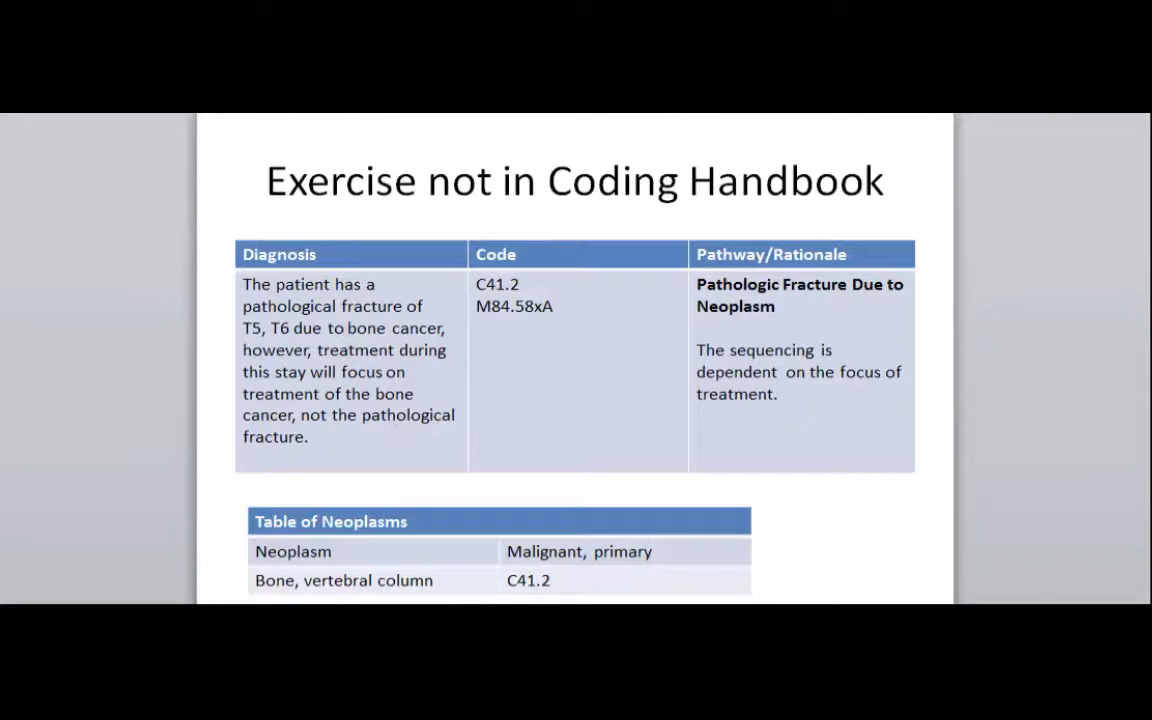 Exercise not in Coding Handbook
Diagnosis Code Pathway/Rationale
The patient has a
pathological fracture of
T5, T6 due to bone cancer,
however, treatment during
this stay will focus on
treatment of the bone
cancer, not the pathological
fracture.
C41.2
M84.58xA
Pathologic Fracture Due to
Neoplasm
The sequencing is
dependent on the focus of
treatment.
Table of Neoplasms
Neoplasm Malignant, primary
Bone, vertebral column C41.2